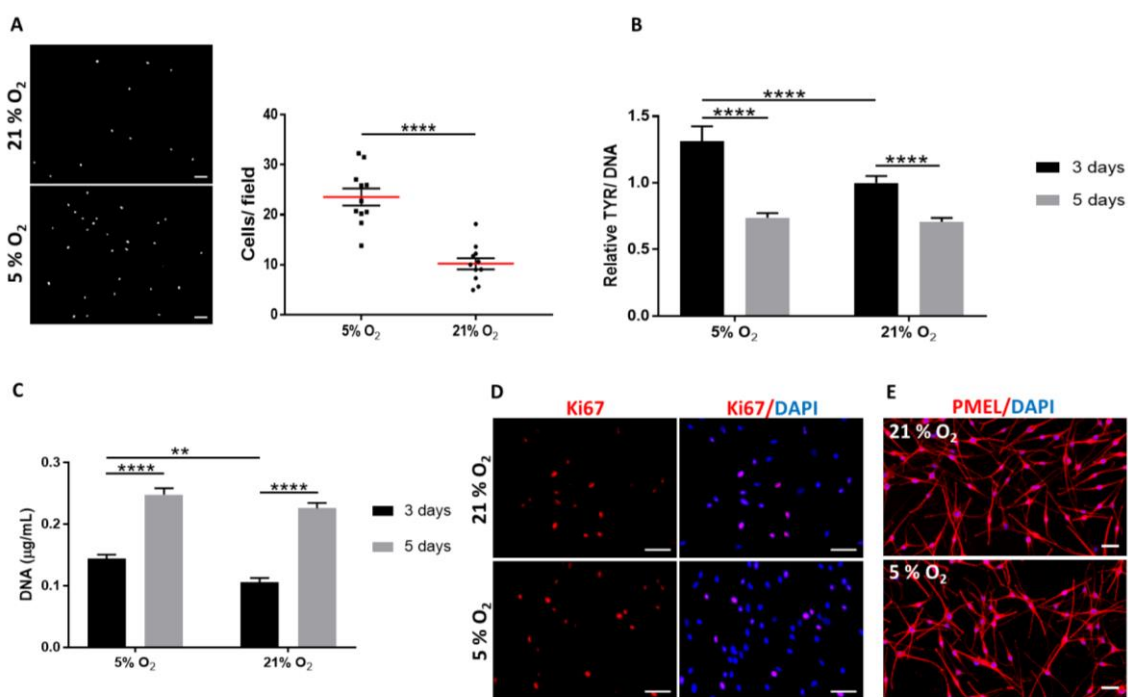 A
21 % O2
5 % O2
Cells/ field
40
30
20
10
0
****
5% O2
21% O2
B
Relative TYR/ DNA
1.5
1.0
0.5
0.0
****
****
****
5% O2
21% O2
3 days
5 days
C
DNA (µg/mL)
0.3
0.2
0.1
0.0
**
****
****
5% O2
21% O2
3 days
5 days
D
Ki67
Ki67/DAPI
21 % O2
5 % O2
E
PMEL/DAPI
21 % O2
5 % O2